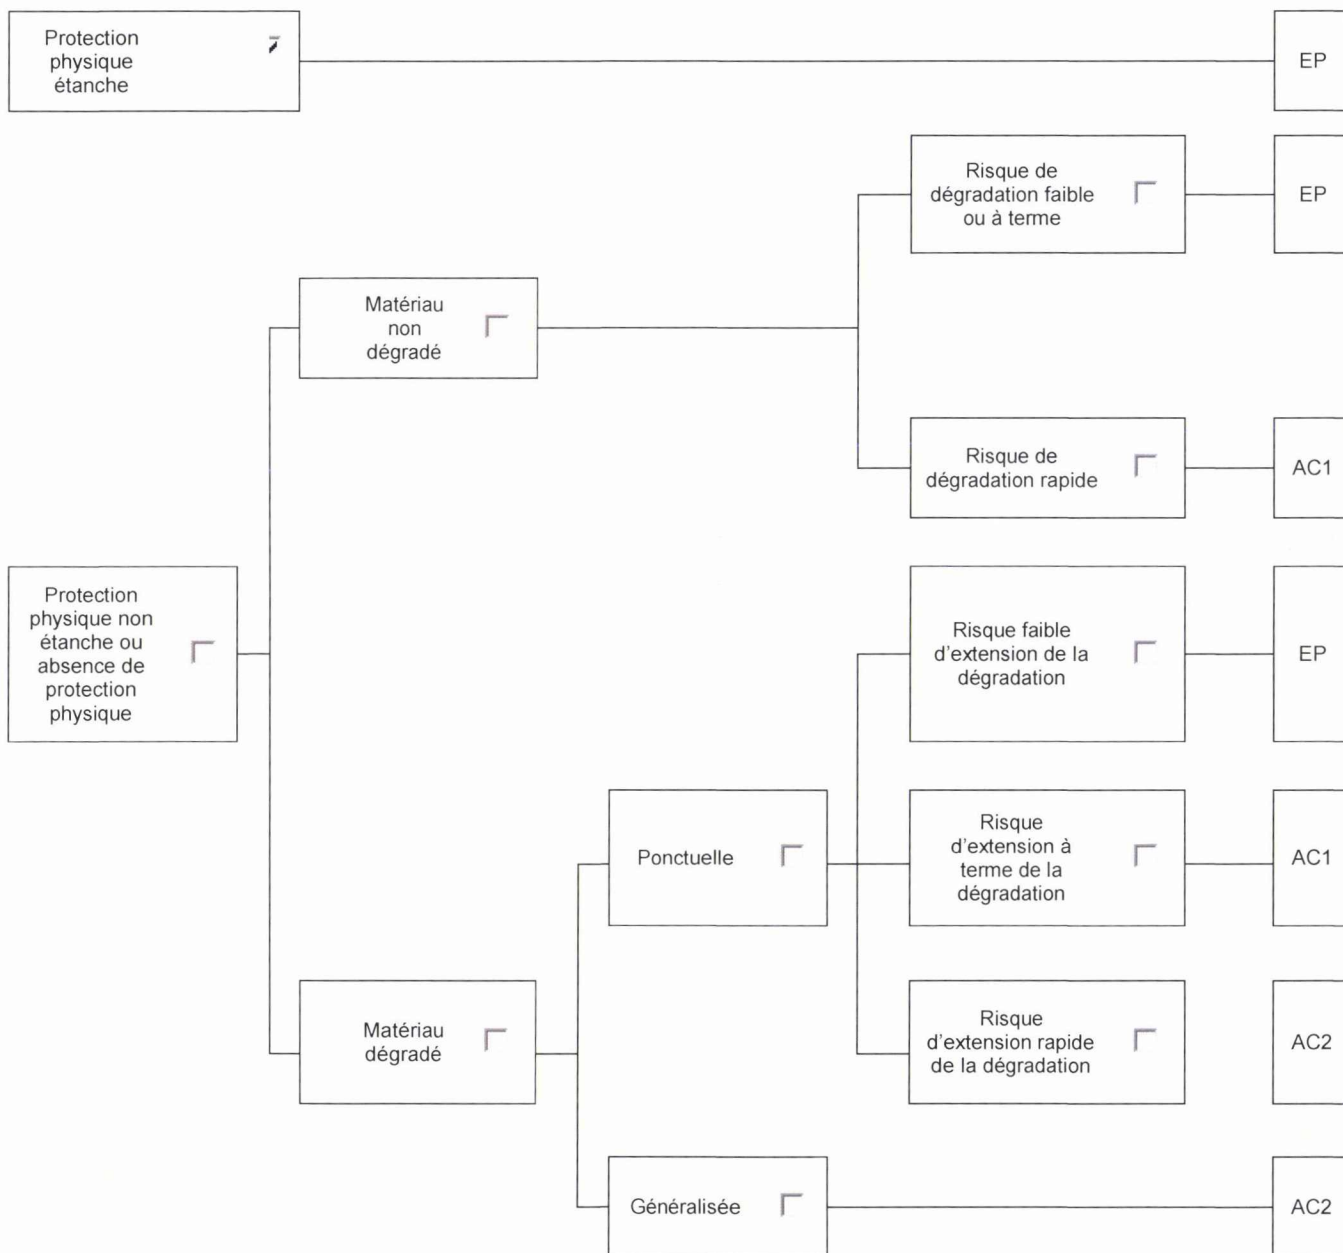 Protection
physique
étanche
EP
Risque de
dégradation faible
ou à terme
EP
Matériau
non
dégradé
Risque de
dégradation rapide
AC1
Protection
physique non
étanche ou
absence de
protection
physique
Risque faible
d'extension de la
dégradation
EP
Ponctuelle
Risque
d'extension à
terme de la
dégradation
AC1
Matériau
dégradé
Risque
d'extension rapide
de la dégradation
AC2
Généralisée
AC2